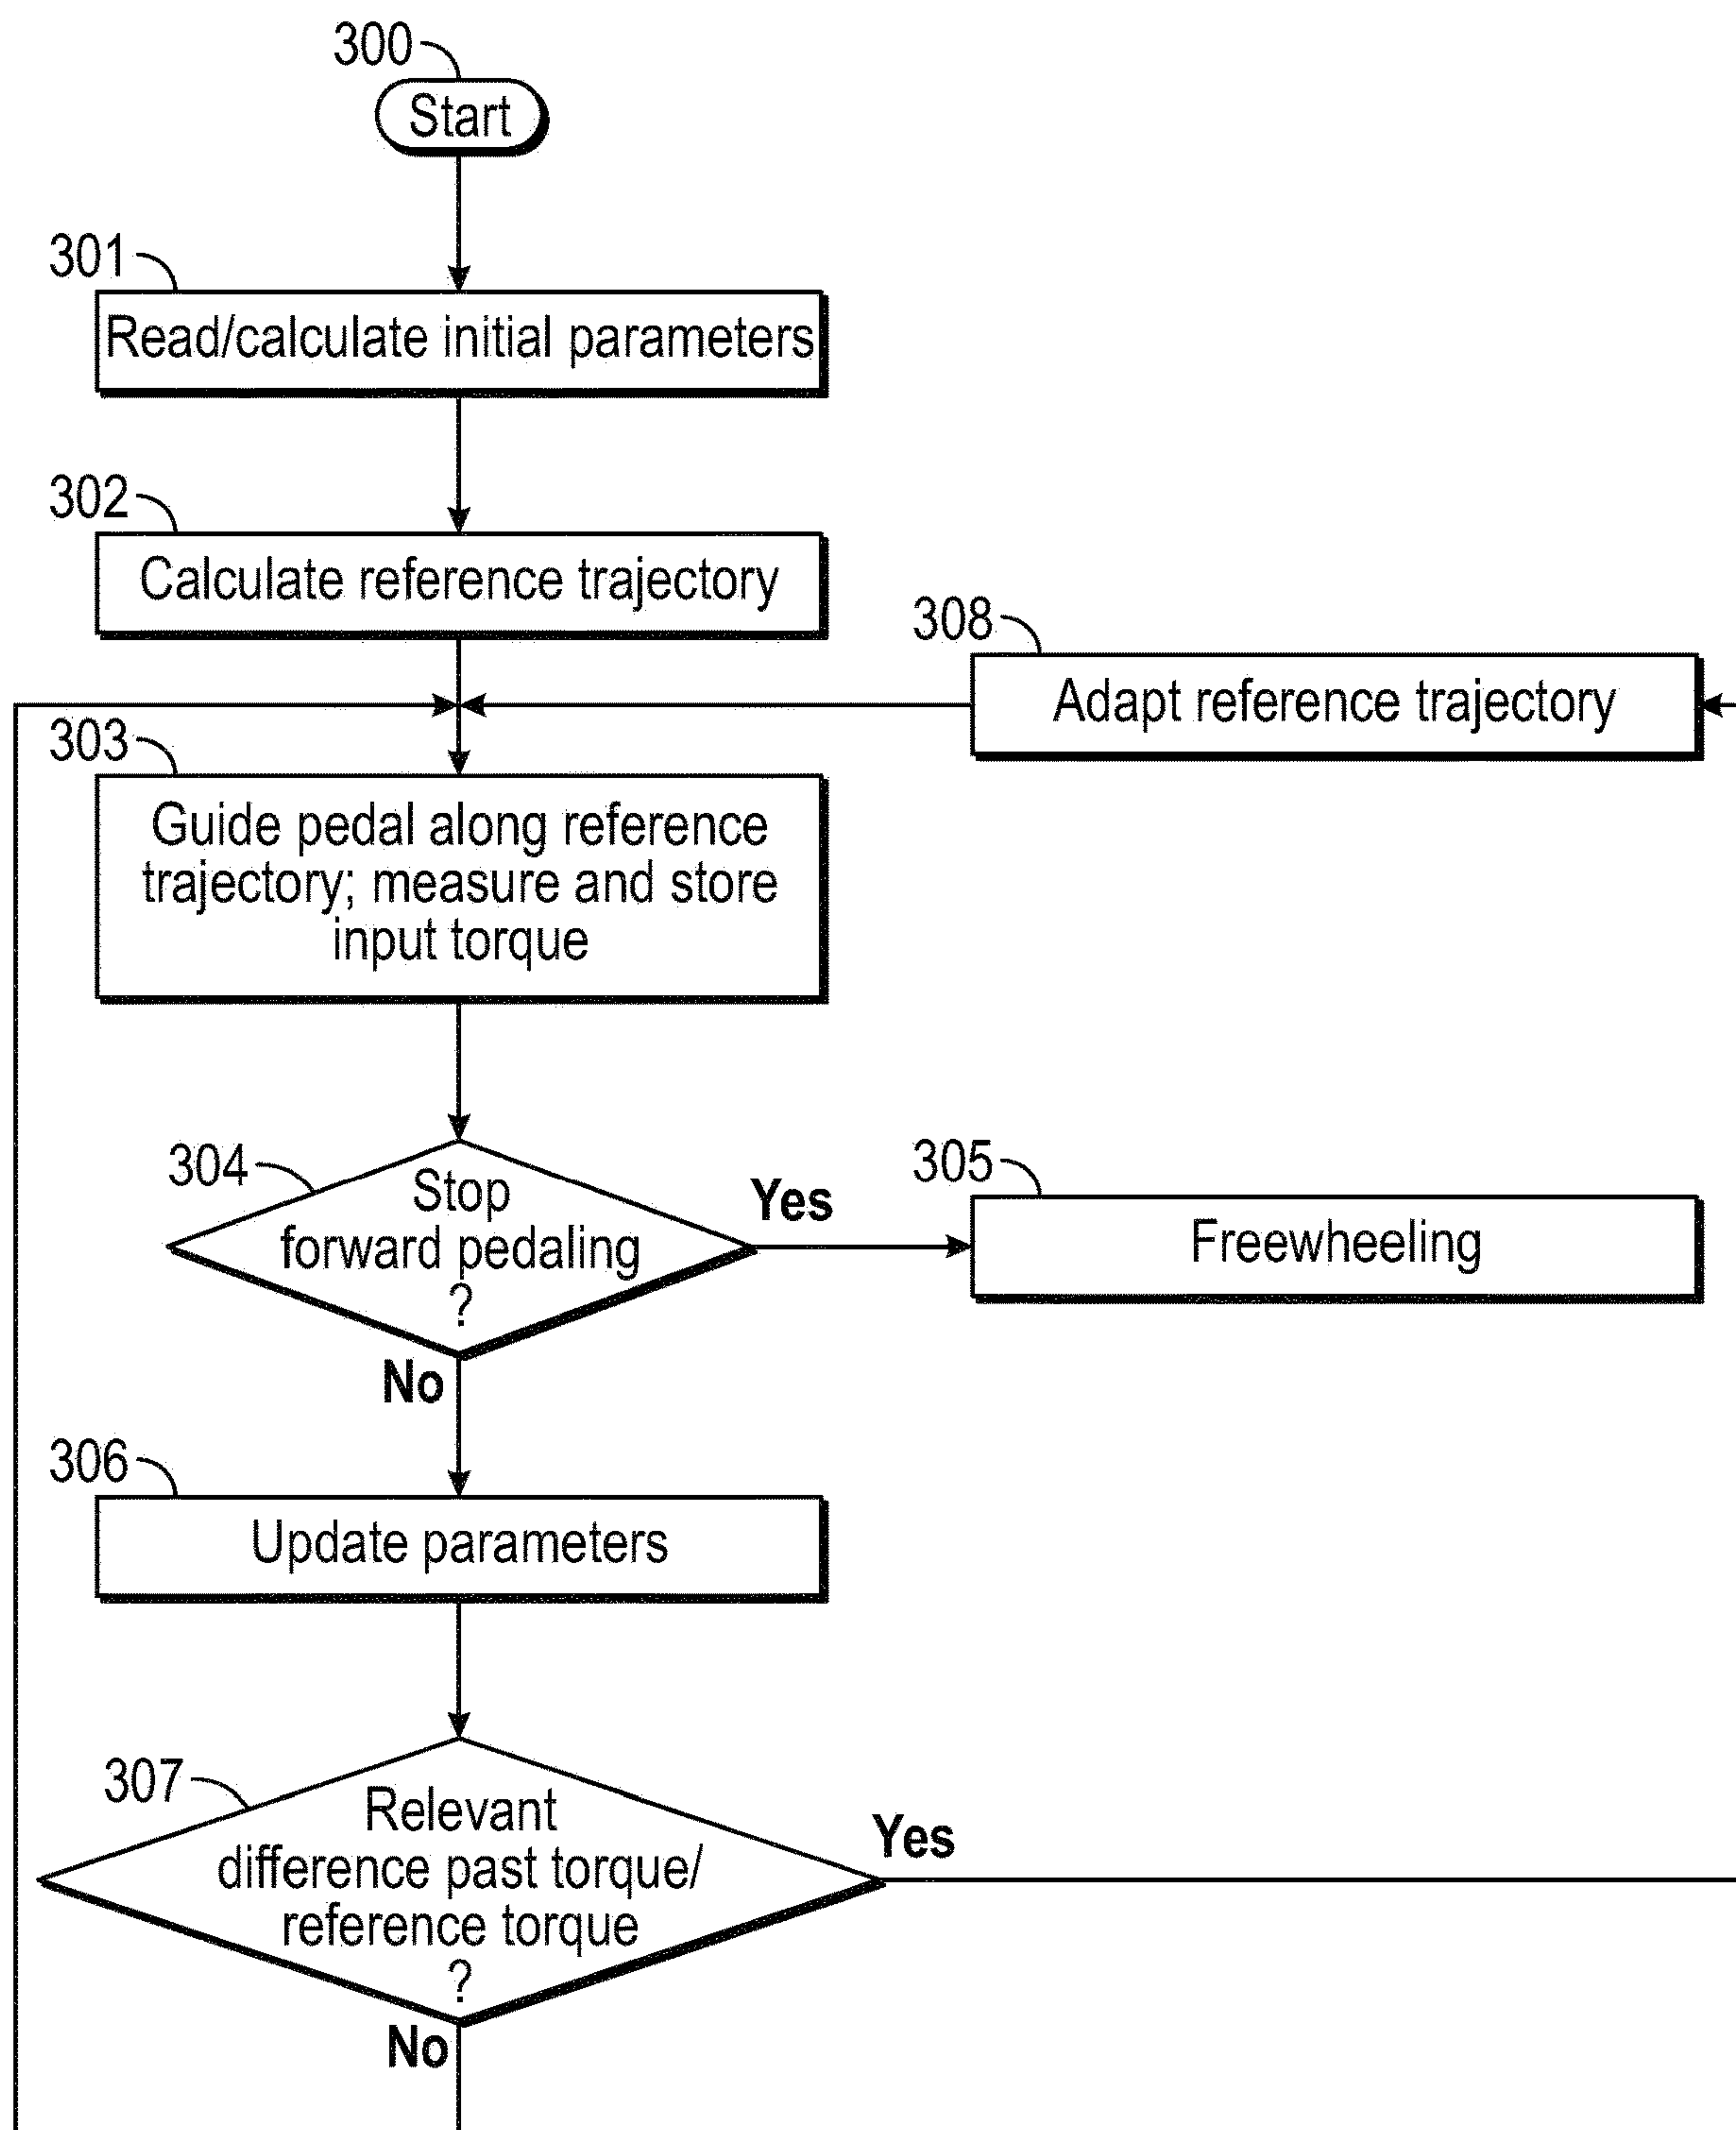 300
Start
301
Read/calculate initial parameters
302
Calculate reference trajectory
308
Adapt reference trajectory
303
Guide pedal along reference
trajectory; measure and store
input torque
304
Stop
forward pedaling
?
Yes
305
Freewheeling
No
306
Update parameters
307
Relevant
difference past torque/
reference torque
?
Yes
No